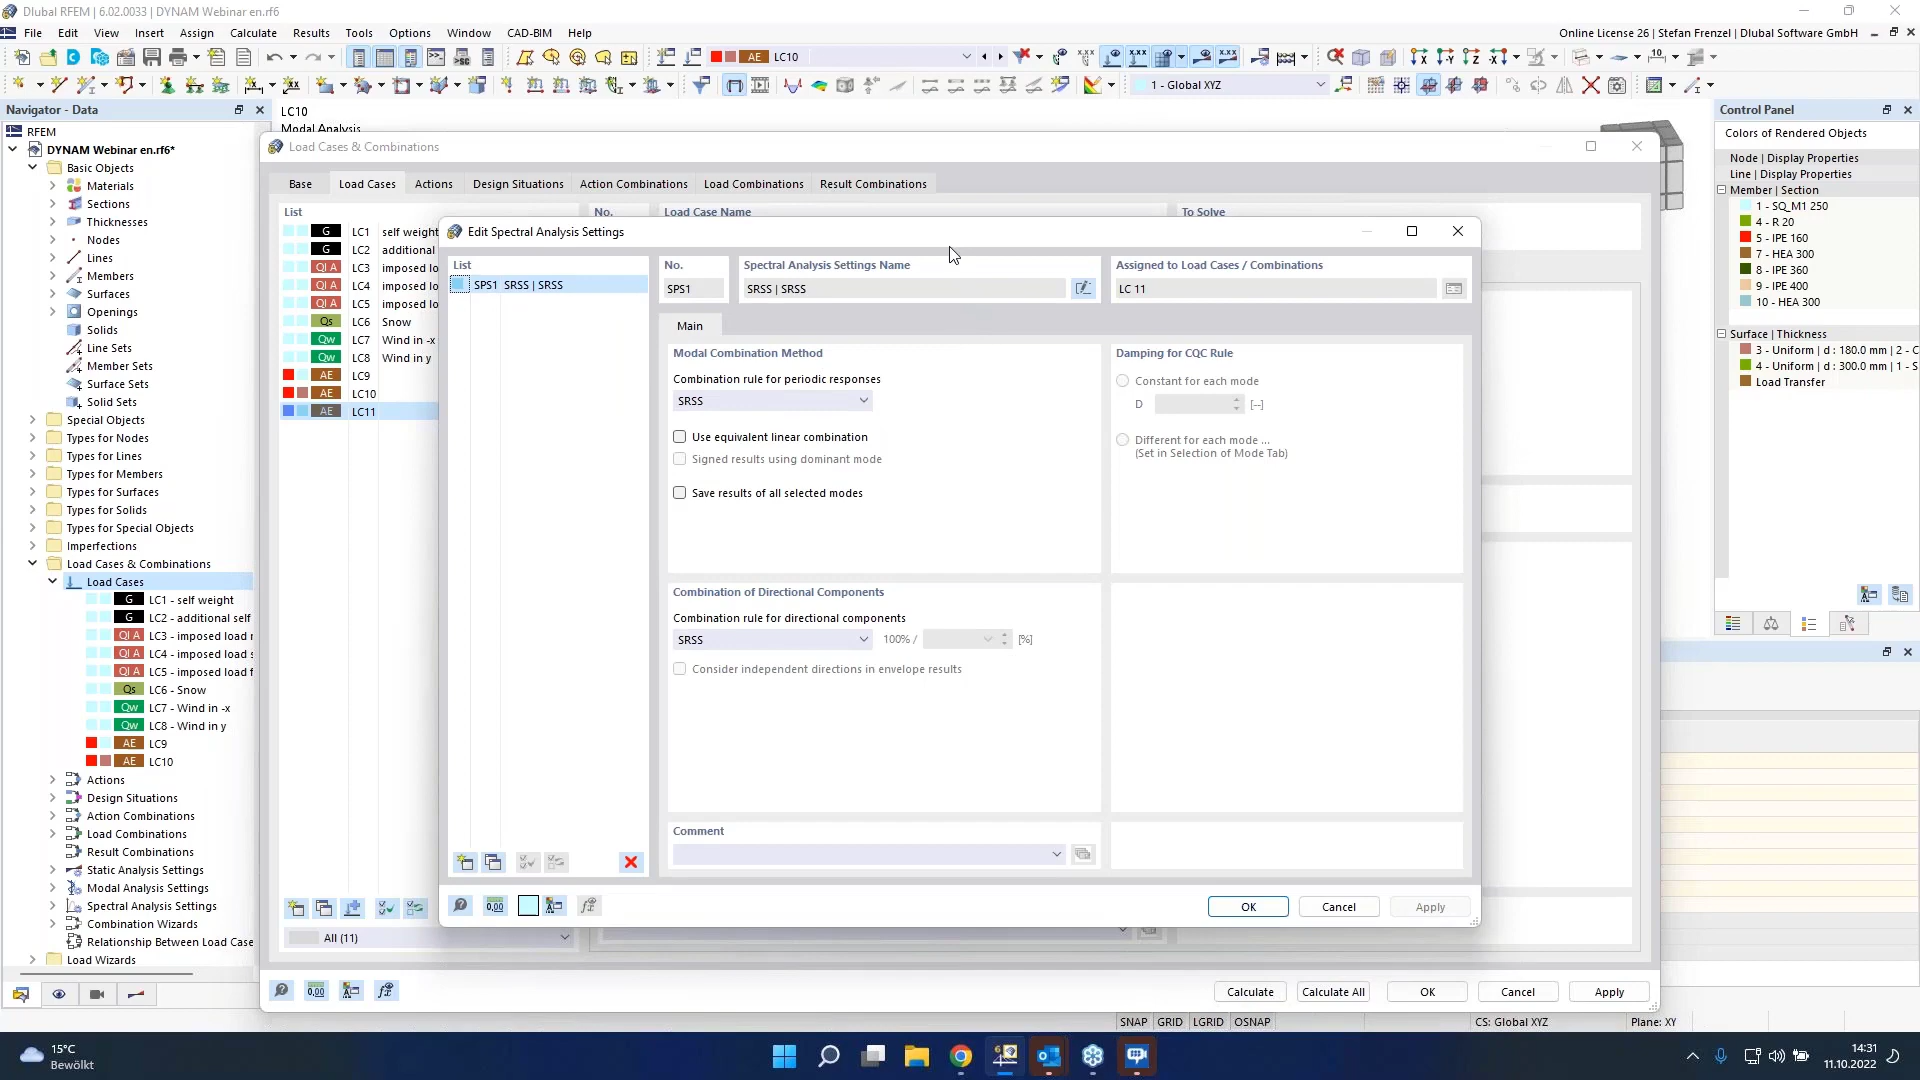 Dlubal RFEM | 6.02.0033 | DYNAM Webinar en.rf6*
File Edit View Insert Assign Calculate Results Tools Options Window CAD-BIM Help
Online License 26 | Stefan Frenzel | Dlubal Software GmbH
AE LC10
1 - Global XYZ
Navigator - Data
RFEM
DYNAM Webinar en.rf6*
Basic Objects
Materials
Sections
Thicknesses
Nodes
Lines
Members
Surfaces
Openings
Solids
Line Sets
Member Sets
Surface Sets
Solid Sets
Special Objects
Types for Nodes
Types for Lines
Types for Members
Types for Surfaces
Types for Solids
Types for Special Objects
Imperfections
Load Cases & Combinations
Load Cases
G LC1 - self weight
G LC2 - additional self
QI A LC3 - imposed load r
QI A LC4 - imposed load s
QI A LC5 - imposed load f
Qs LC6 - Snow
Qw LC7 - Wind in -x
Qw LC8 - Wind in y
AE LC9
AE LC10
Actions
Design Situations
Action Combinations
Load Combinations
Result Combinations
Static Analysis Settings
Modal Analysis Settings
Spectral Analysis Settings
Combination Wizards
Relationship Between Load Case
Load Wizards
LC10
Modal Analysis
Load Cases & Combinations
Base Load Cases Actions Design Situations Action Combinations Load Combinations Result Combinations
List
No.
Load Case Name
To Solve
G LC1 self weight
G LC2 additional
QI A LC3 imposed lo
QI A LC4 imposed lo
QI A LC5 imposed lo
Qs LC6 Snow
Qw LC7 Wind in -x
Qw LC8 Wind in y
AE LC9
AE LC10
AE LC11
All (11)
Edit Spectral Analysis Settings
List
SPS1 SRSS | SRSS
No.
SPS1
Spectral Analysis Settings Name
SRSS | SRSS
Assigned to Load Cases / Combinations
LC 11
Main
Modal Combination Method
Combination rule for periodic responses
SRSS
Use equivalent linear combination
Signed results using dominant mode
Save results of all selected modes
Damping for CQC Rule
Constant for each mode
D [--]
Different for each mode ...
(Set in Selection of Mode Tab)
Combination of Directional Components
Combination rule for directional components
SRSS 100% / [%]
Consider independent directions in envelope results
Comment
OK Cancel Apply
Calculate Calculate All OK Cancel Apply
Control Panel
Colors of Rendered Objects
Node | Display Properties
Line | Display Properties
Member | Section
1 - SQ_M1 250
4 - R 20
5 - IPE 160
7 - HEA 300
8 - IPE 360
9 - IPE 400
10 - HEA 300
Surface | Thickness
3 - Uniform | d : 180.0 mm | 2 - C
4 - Uniform | d : 300.0 mm | 1 - S
Load Transfer
SNAP GRID LGRID OSNAP CS: Global XYZ Plane: XY
15°C
Bewölkt
14:31
11.10.2022